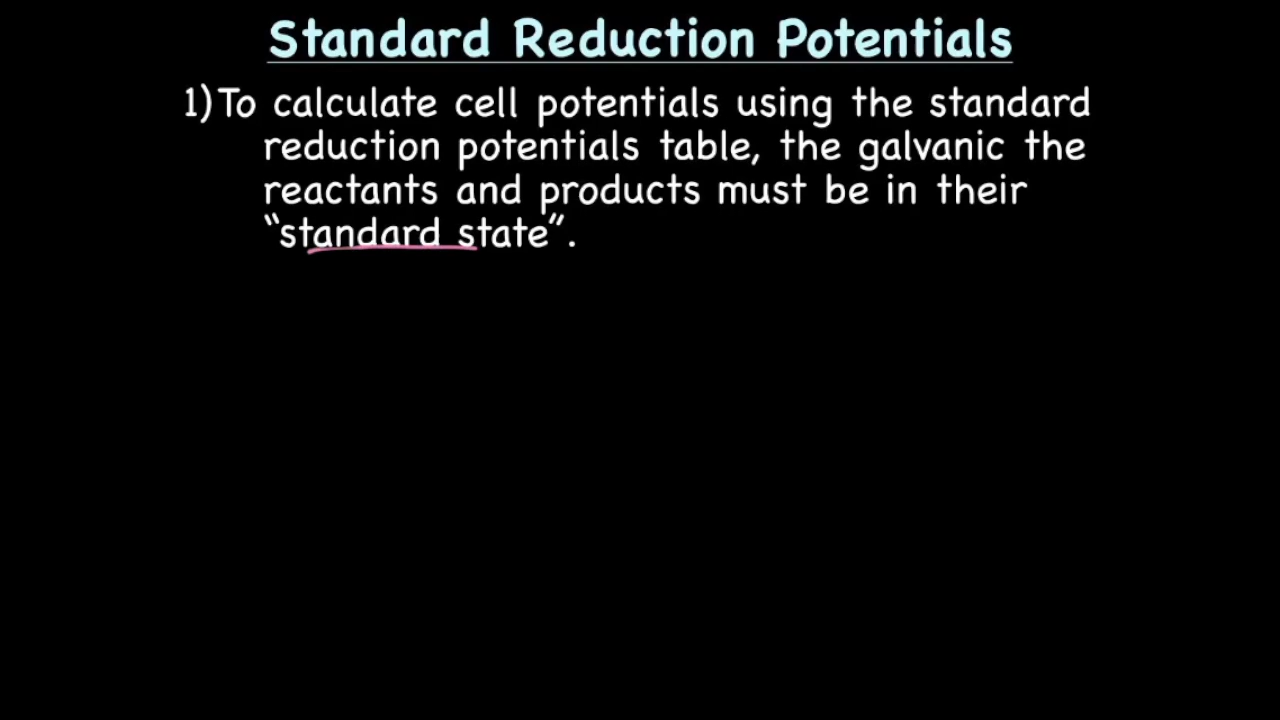 Standard Reduction Potentials
1) To calculate cell potentials using the standard
reduction potentials table, the galvanic the
reactants and products must be in their
“standard state”.